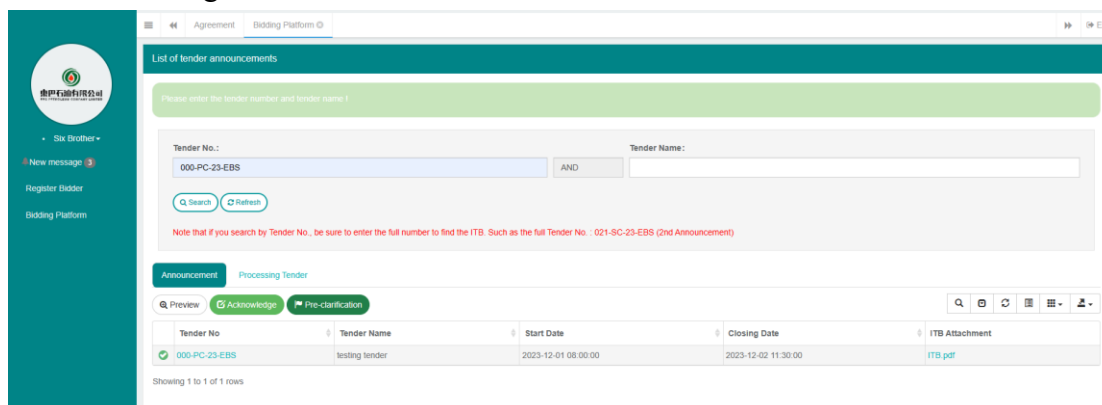 Agreement Bidding Platform
List of tender announcements
Please enter the tender number and tender name !
Six Brother
New message 3
Register Bidder
Bidding Platform
Tender No.: Tender Name:
000-PC-23-EBS AND
Search Refresh
Note that if you search by Tender No., be sure to enter the full number to find the ITB. Such as the full Tender No. : 021-SC-23-EBS (2nd Announcement)
Announcement Processing Tender
Preview Acknowledge Pre-clarification
Tender No Tender Name Start Date Closing Date ITB Attachment
000-PC-23-EBS testing tender 2023-12-01 08:00:00 2023-12-02 11:30:00 ITB.pdf
Showing 1 to 1 of 1 rows